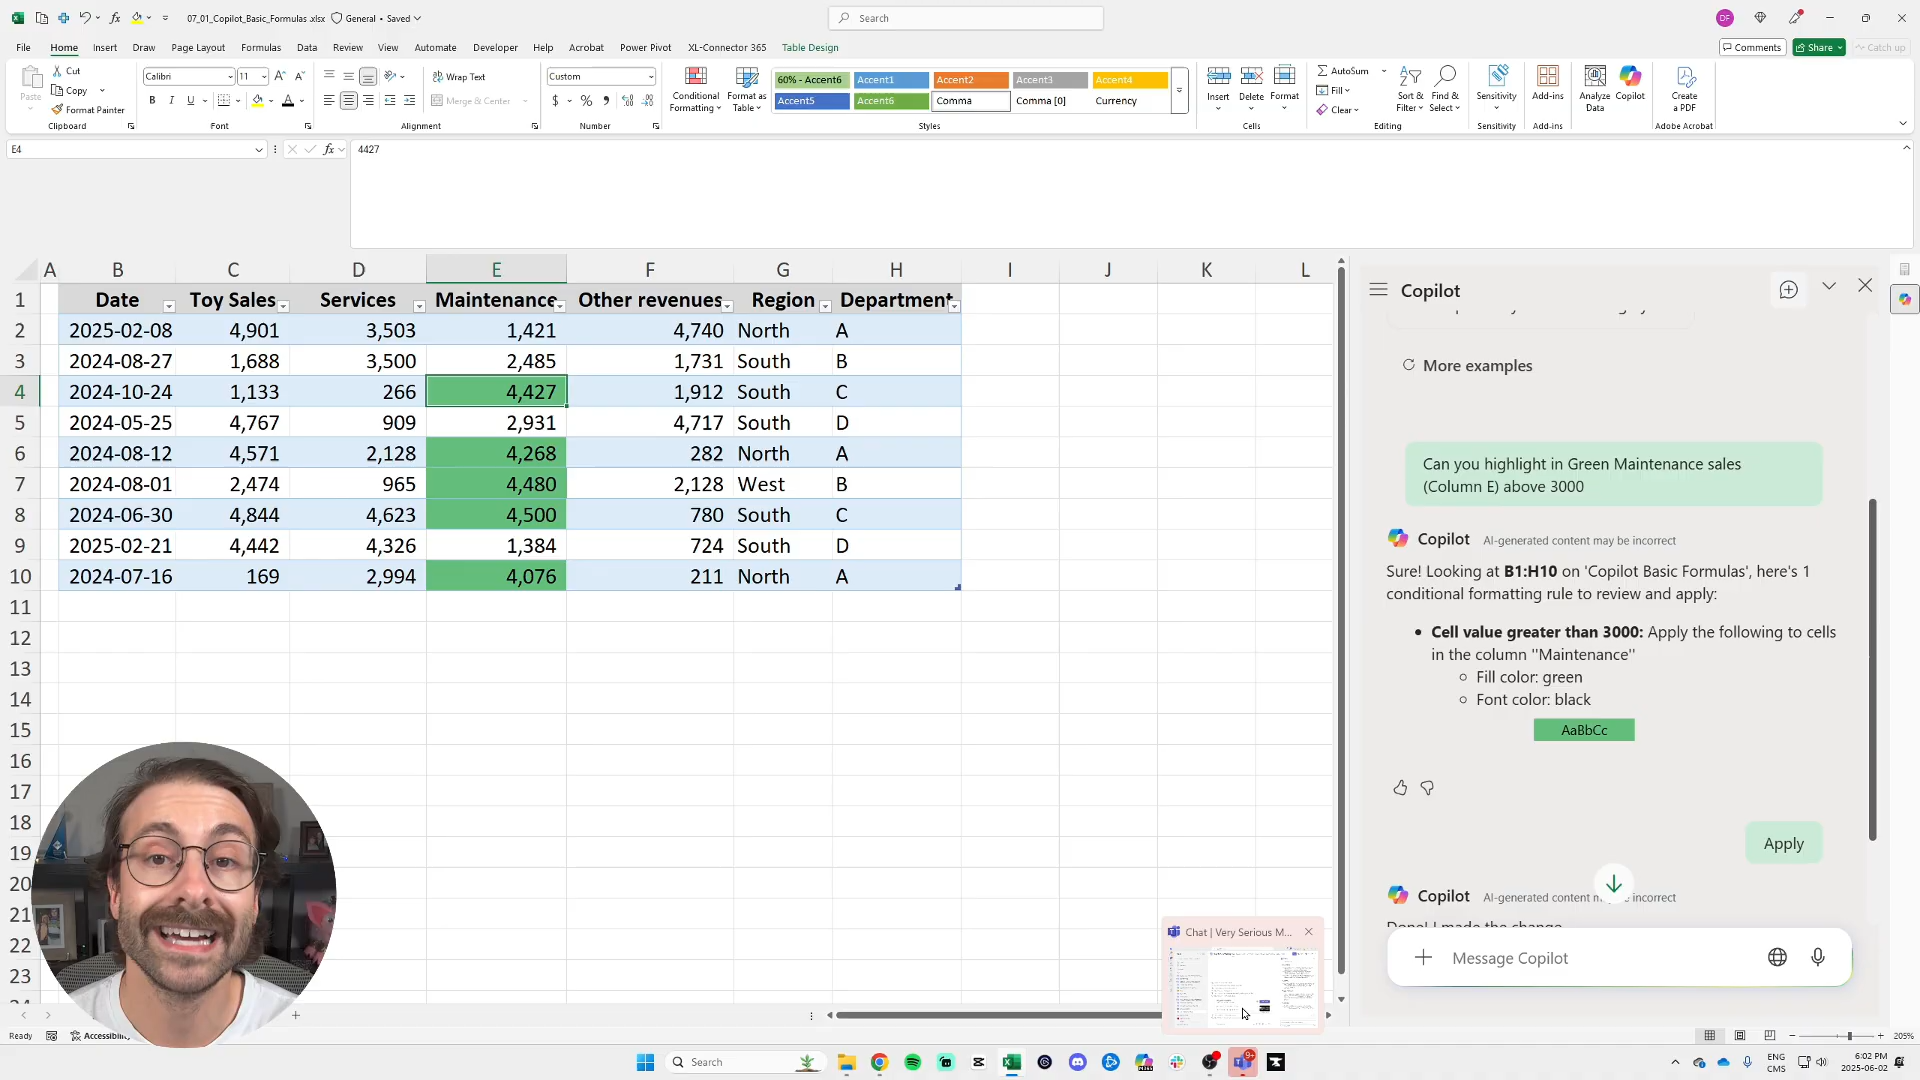 07_01_Copilot_Basic_Formulas .xlsx
General • Saved
Search
DF
File Home Insert Draw Page Layout Formulas Data Review View Automate Developer Help Acrobat Power Pivot XL-Connector 365 Table Design
Comments Share Catch up
Paste
Cut
Copy
Format Painter
Clipboard
Calibri 11
B I U
Font
Wrap Text
Merge & Center
Alignment
Custom
Number
Conditional Formatting
Format as Table
60% - Accent6 Accent1 Accent2 Accent3 Accent4
Accent5 Accent6 Comma Comma [0] Currency
Styles
Insert Delete Format
Cells
AutoSum
Fill
Clear
Sort & Filter
Find & Select
Editing
Sensitivity
Sensitivity
Add-ins
Add-ins
Analyze Data
Copilot
Create a PDF
Adobe Acrobat
E4
fx
4427
A B C D E F G H I J K L
1 Date Toy Sales Services Maintenance Other revenues Region Department
2 2025-02-08 4,901 3,503 1,421 4,740 North A
3 2024-08-27 1,688 3,500 2,485 1,731 South B
4 2024-10-24 1,133 266 4,427 1,912 South C
5 2024-05-25 4,767 909 2,931 4,717 South D
6 2024-08-12 4,571 2,128 4,268 282 North A
7 2024-08-01 2,474 965 4,480 2,128 West B
8 2024-06-30 4,844 4,623 4,500 780 South C
9 2025-02-21 4,442 4,326 1,384 724 South D
10 2024-07-16 169 2,994 4,076 211 North A
11
12
13
14
15
16
17
18
19
20
21
22
23
Copilot
More examples
Can you highlight in Green Maintenance sales
(Column E) above 3000
Copilot AI-generated content may be incorrect
Sure! Looking at B1:H10 on 'Copilot Basic Formulas', here's 1
conditional formatting rule to review and apply:
• Cell value greater than 3000: Apply the following to cells
in the column "Maintenance"
Fill color: green
Font color: black
AaBbCc
Apply
Copilot AI-generated content may be incorrect
Done! I made the change.
Message Copilot
Chat | Very Serious M...
Ready
Accessibility
205%
Search
9+
ENG
CMS
6:02 PM
2025-06-02